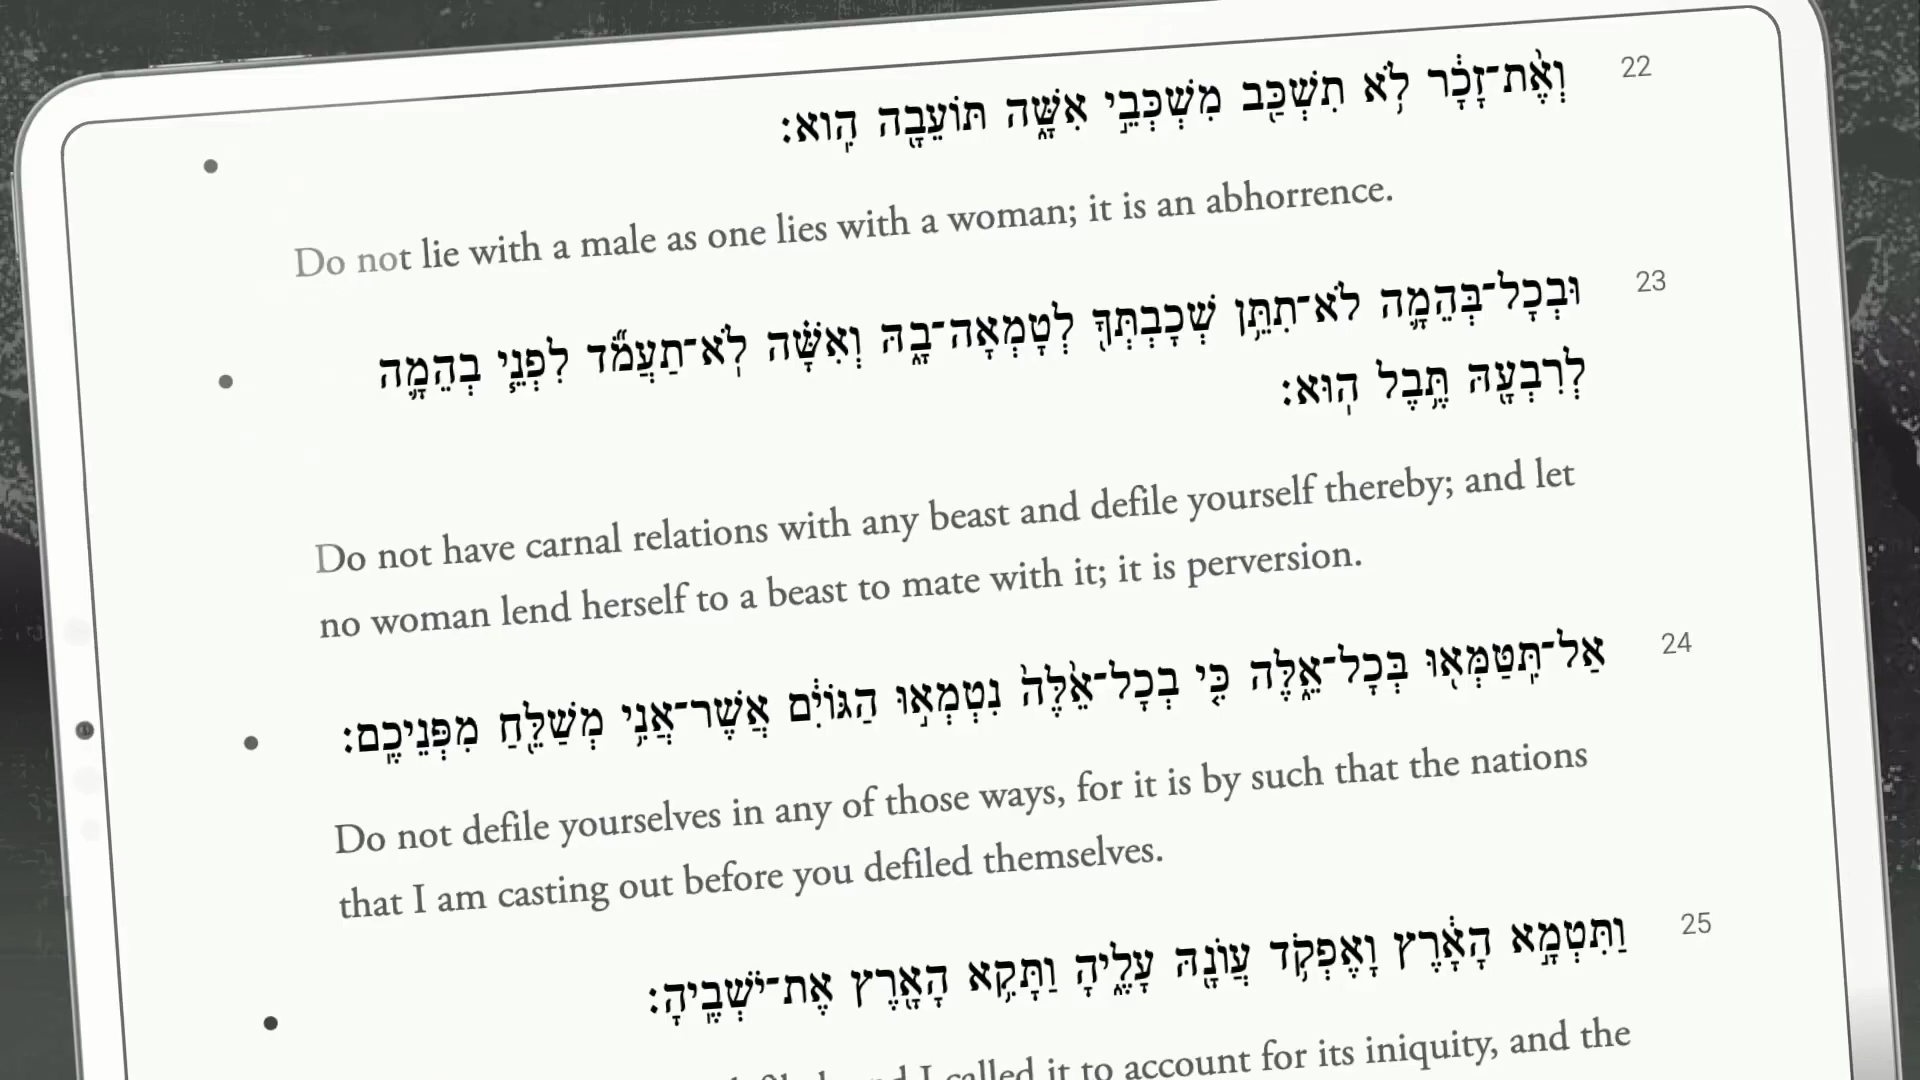 22
וְאֶ֨ת־זָכָ֔ר לֹ֥א תִשְׁכַּ֖ב מִשְׁכְּבֵ֣י אִשָּׁ֑ה תּוֹעֵבָ֖ה הִֽוא׃
Do not lie with a male as one lies with a woman; it is an abhorrence.
23
וּבְכׇל־בְּהֵמָ֛ה לֹא־תִתֵּ֥ן שְׁכׇבְתְּךָ֖ לְטׇמְאָה־בָ֑הּ וְאִשָּׁ֗ה לֹֽא־תַעֲמֹ֞ד לִפְנֵ֧י בְהֵמָ֛ה
לְרִבְעָ֖הּ תֶּ֥בֶל הֽוּא׃
Do not have carnal relations with any beast and defile yourself thereby; and let
no woman lend herself to a beast to mate with it; it is perversion.
24
אַל־תִּֽטַּמְּא֖וּ בְּכׇל־אֵ֑לֶּה כִּ֤י בְכׇל־אֵ֙לֶּה֙ נִטְמְא֣וּ הַגּוֹיִ֔ם אֲשֶׁר־אֲנִ֥י מְשַׁלֵּ֖חַ מִפְּנֵיכֶֽם׃
Do not defile yourselves in any of those ways, for it is by such that the nations
that I am casting out before you defiled themselves.
25
וַתִּטְמָ֣א הָאָ֔רֶץ וָאֶפְקֹ֥ד עֲוֺנָ֖הּ עָלֶ֑יהָ וַתָּקִ֥א הָאָ֖רֶץ אֶת־יֹשְׁבֶֽיהָ׃
I called it to account for its iniquity, and the